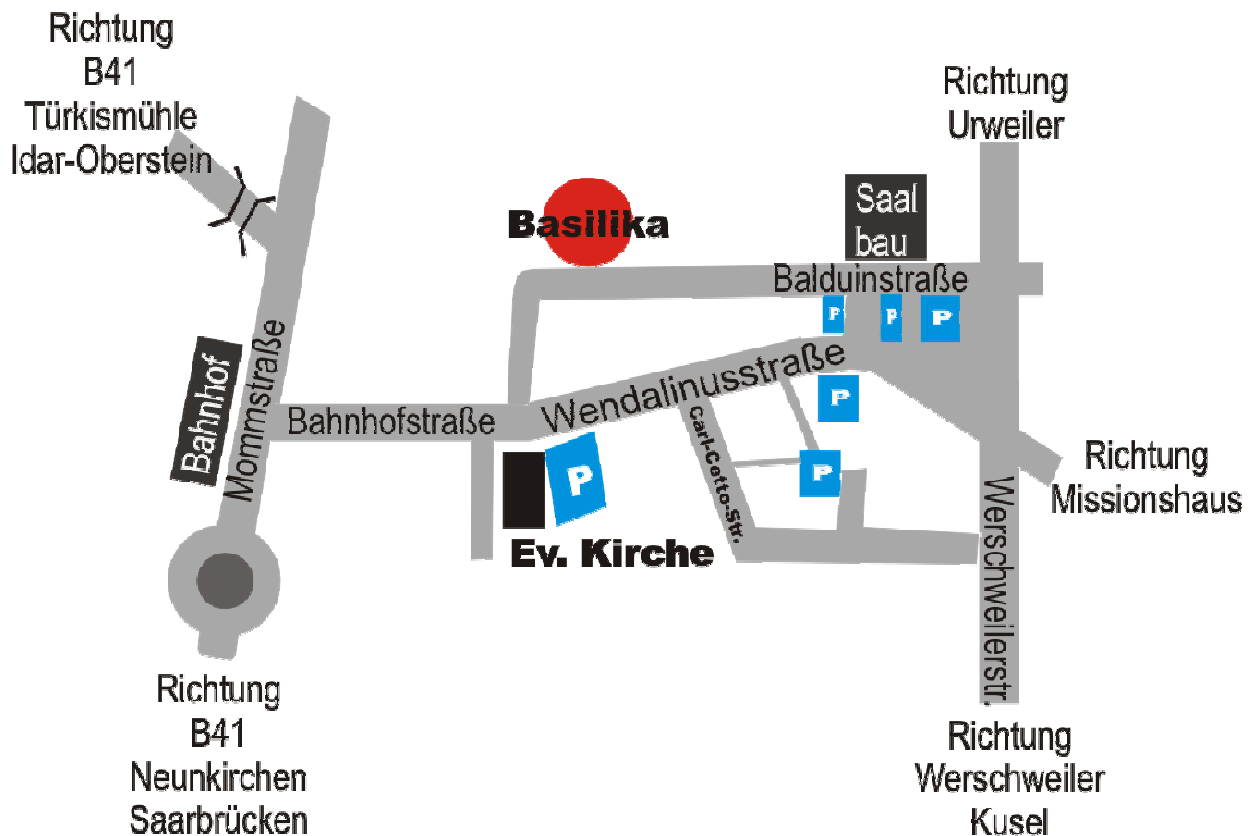 Richtung
B41
Türkismühle
Idar-Oberstein
Richtung
Urweiler
Basilika
Saal
bau
Balduinstraße
P
P
P
Bahnhof
Mommstraße
Bahnhofstraße
Wendalinusstraße
P
Carl-Cetto-Str.
P
P
Ev. Kirche
Richtung
Missionshaus
Werschweilerstr.
Richtung
B41
Neunkirchen
Saarbrücken
Richtung
Werschweiler
Kusel